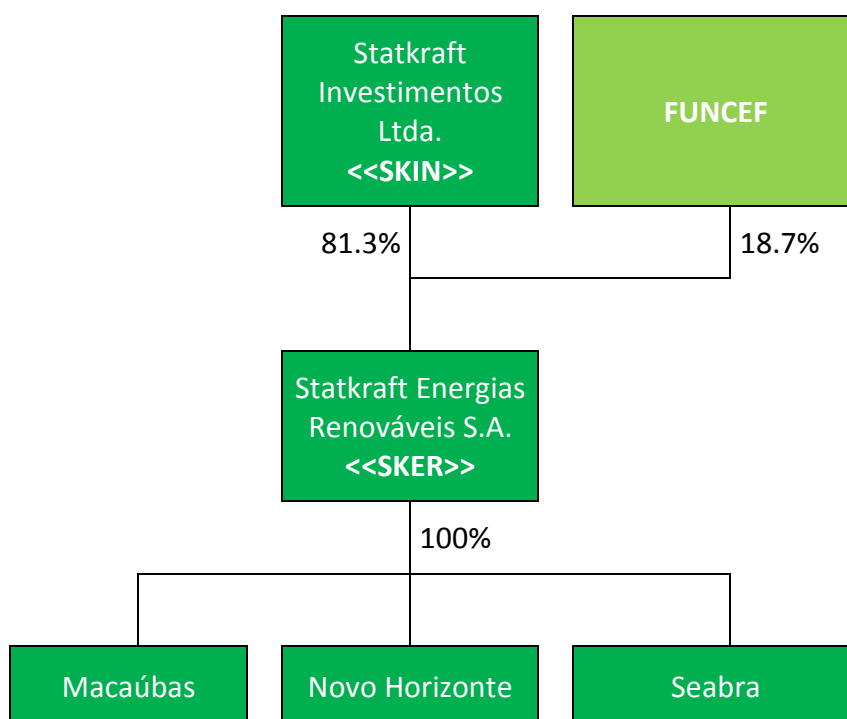 Statkraft
Investimentos
Ltda.
<<SKIN>>
FUNCEF
81.3%
18.7%
Statkraft Energias
Renováveis S.A.
<<SKER>>
100%
Macaúbas
Novo Horizonte
Seabra